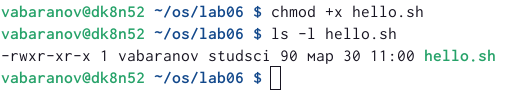 vabaranov@dk8n52 ~/os/lab06 $ chmod +x hello.sh
vabaranov@dk8n52 ~/os/lab06 $ ls -l hello.sh
-rwxr-xr-x 1 vabaranov studsci 90 мар 30 11:00 hello.sh
vabaranov@dk8n52 ~/os/lab06 $